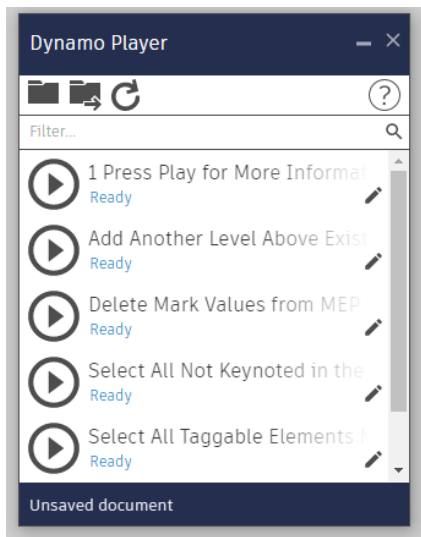 Dynamo Player
?
Filter...
1 Press Play for More Informat
Ready
Add Another Level Above Exist
Ready
Delete Mark Values from MEP
Ready
Select All Not Keynoted in the
Ready
Select All Taggable Elements N
Ready
Unsaved document